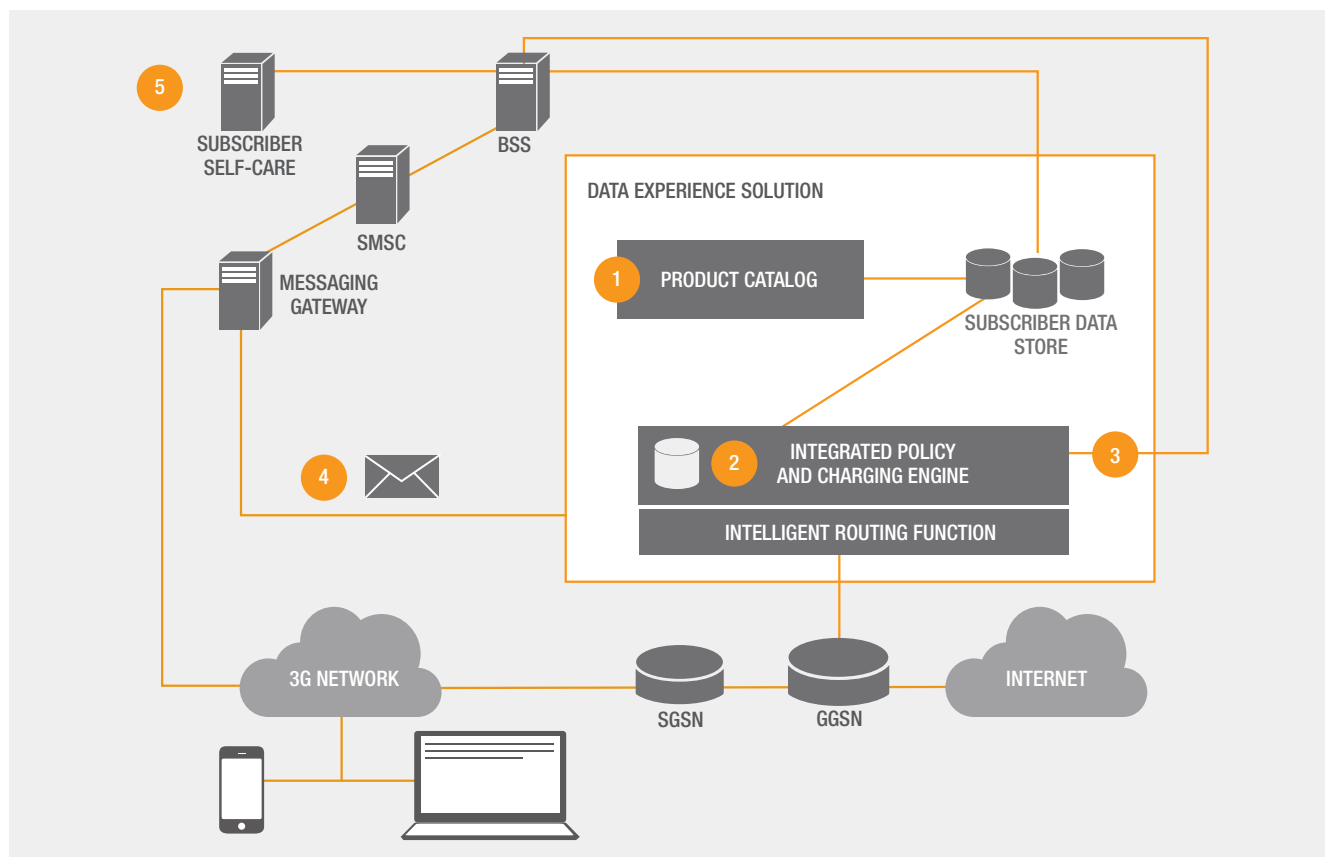 5
SUBSCRIBER
SELF-CARE
BSS
SMSC
MESSAGING
GATEWAY
DATA EXPERIENCE SOLUTION
1
PRODUCT CATALOG
SUBSCRIBER DATA
STORE
2
INTEGRATED POLICY
AND CHARGING ENGINE
3
4
INTELLIGENT ROUTING FUNCTION
3G NETWORK
SGSN
GGSN
INTERNET